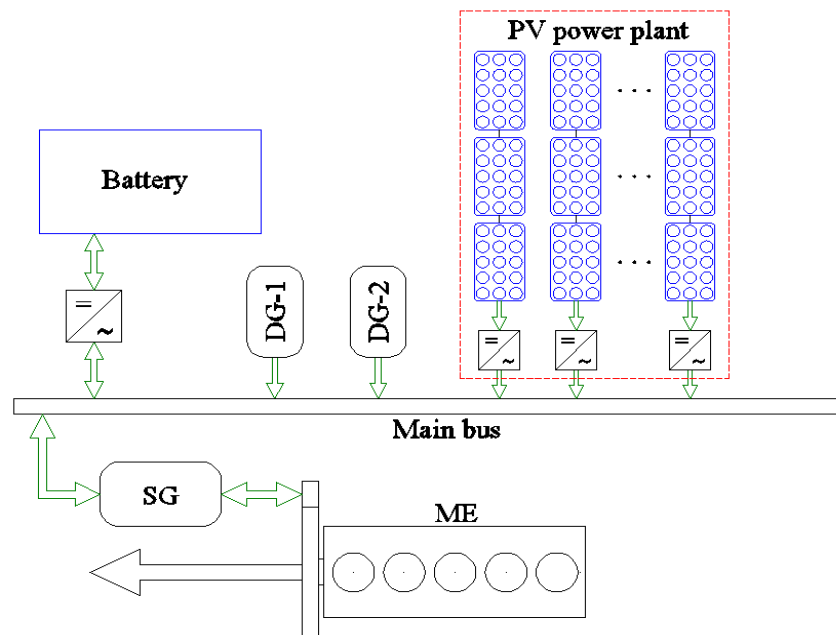 PV power plant
Battery
DG-1
DG-2
=
~
=
~
=
~
=
~
Main bus
SG
ME